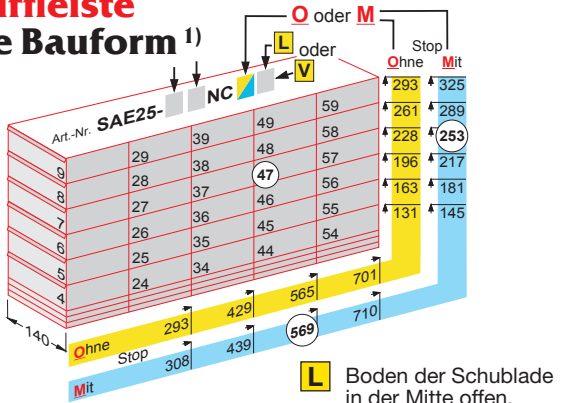 iffleiste
e Bauform 1)
O oder M
L oder
V
Art.-Nr. SAE25- NC
Stop
Ohne Mit
293 325
261 289
228 253
196 217
163 181
131 145
9 29 39 49 59
8 28 38 48 58
7 27 37 47 57
6 26 36 46 56
5 25 35 45 55
4 24 34 44 54
140
Ohne 293 429 565 701
Stop
Mit 308 439 569 710
L Boden der Schublade
in der Mitte offen.